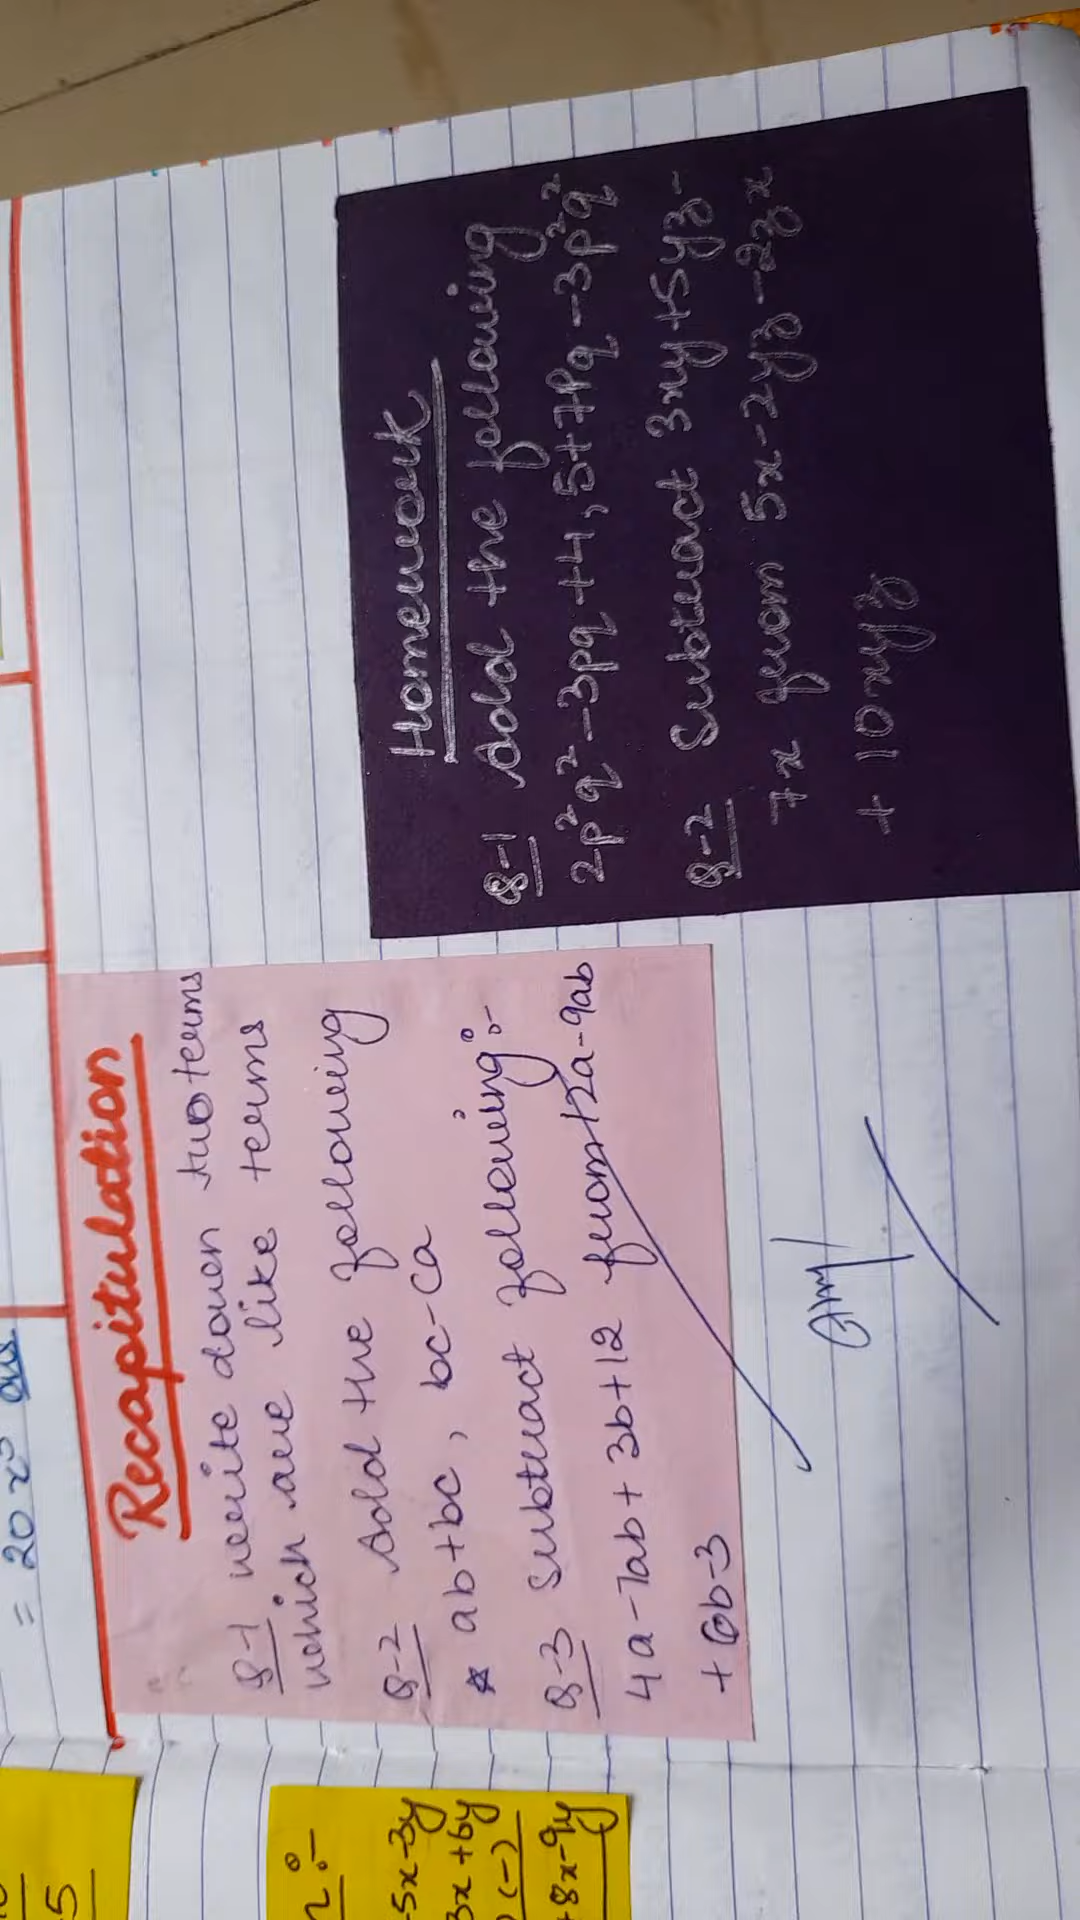 = 20x³ ans
Recapitulation
Q-1 write down two terms
which are like terms
Q-2 Add the following
* ab+bc, bc-ca
Q-3 Subtract following:-
4a-7ab+3b+12 from 12a-9ab
+6b-3
Homework
Q-1 Add the following
2p²q²-3pq+4, 5+7pq-3p²q²
Q-2 Subtract 3xy+5yz-
7x from 5x-2yz-2zx
+10xyz
5
5x-3y
3x+6y
(-)
+8x-9y